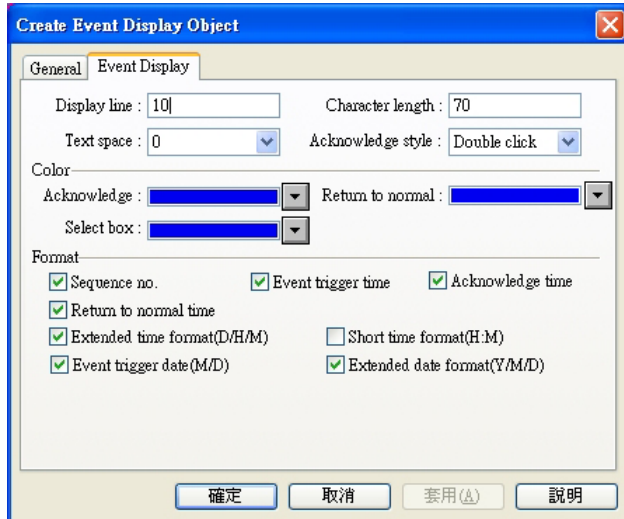 Create Event Display Object
General Event Display
Display line : 10 Character length : 70
Text space : 0 Acknowledge style : Double click
Color
Acknowledge : Return to normal :
Select box :
Format
Sequence no. Event trigger time Acknowledge time
Return to normal time
Extended time format(D/H/M) Short time format(H:M)
Event trigger date(M/D) Extended date format(Y/M/D)
確定 取消 套用(A) 說明